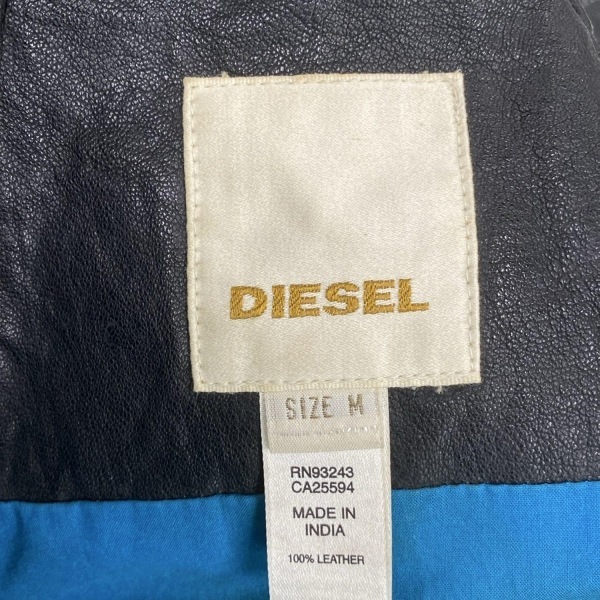 DIESEL
SIZE M
RN93243
CA25594
MADE IN
INDIA
100% LEATHER